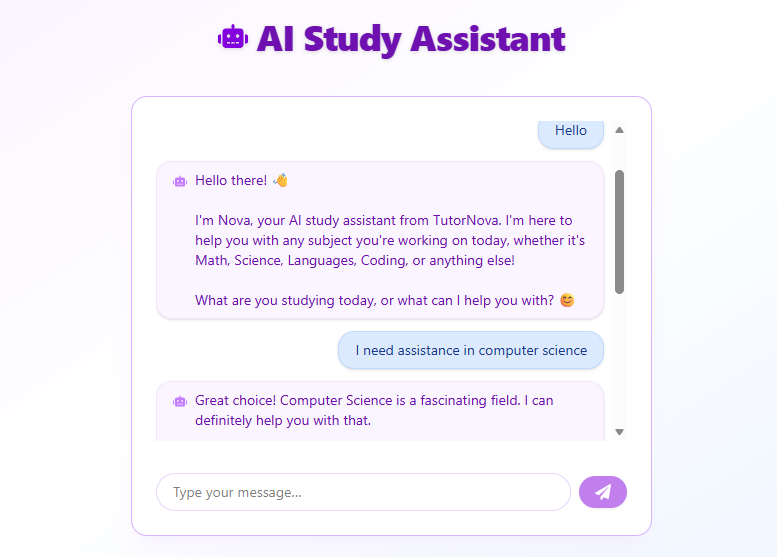 AI Study Assistant
Hello
Hello there! 👋
I'm Nova, your AI study assistant from TutorNova. I'm here to
help you with any subject you're working on today, whether it's
Math, Science, Languages, Coding, or anything else!
What are you studying today, or what can I help you with? 😊
I need assistance in computer science
Great choice! Computer Science is a fascinating field. I can
definitely help you with that.
Type your message...